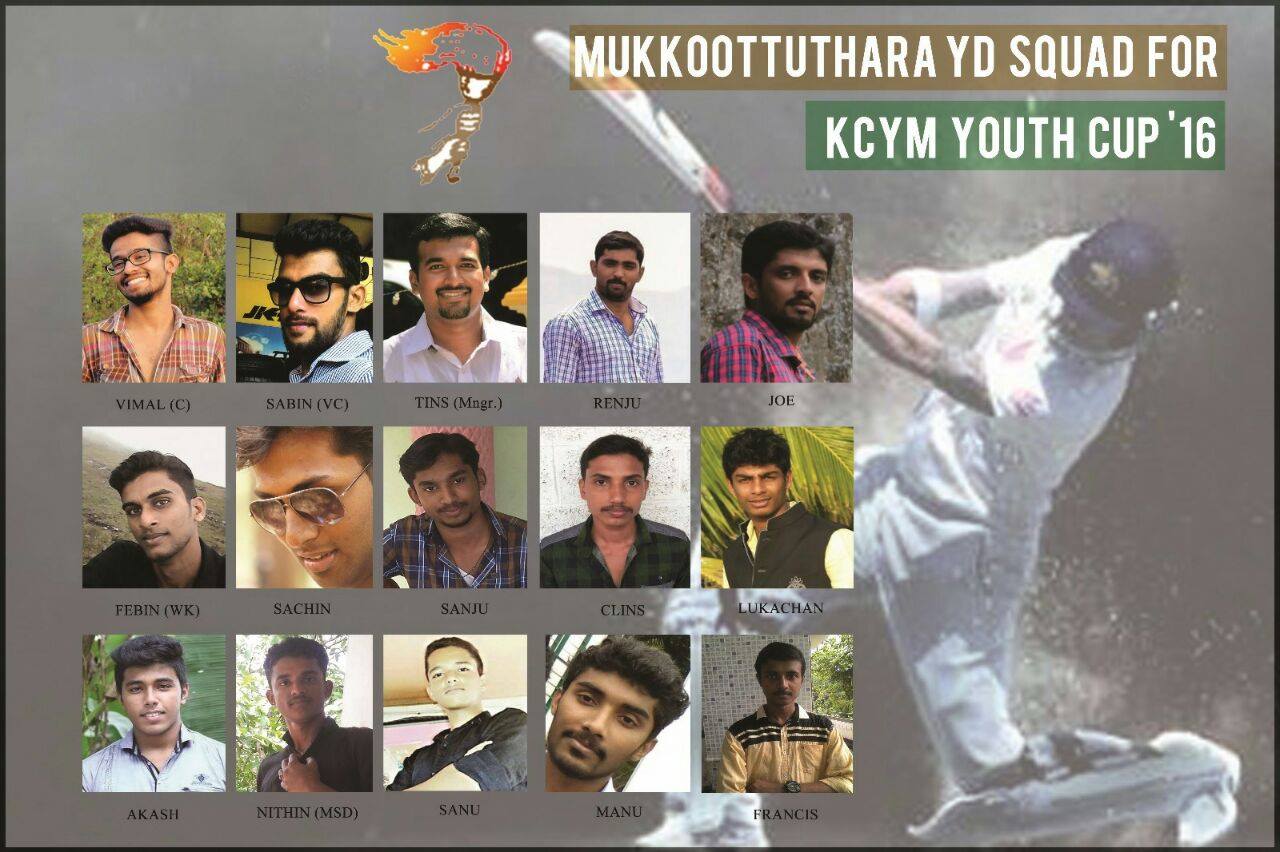 MUKKOOTTUTHARA YD SQUAD FOR
KCYM YOUTH CUP '16
VIMAL (C)
SABIN (VC)
TINS (Mngr.)
RENJU
JOE
FEBIN (WK)
SACHIN
SANJU
CLINS
LUKACHAN
AKASH
NITHIN (MSD)
SANU
MANU
FRANCIS